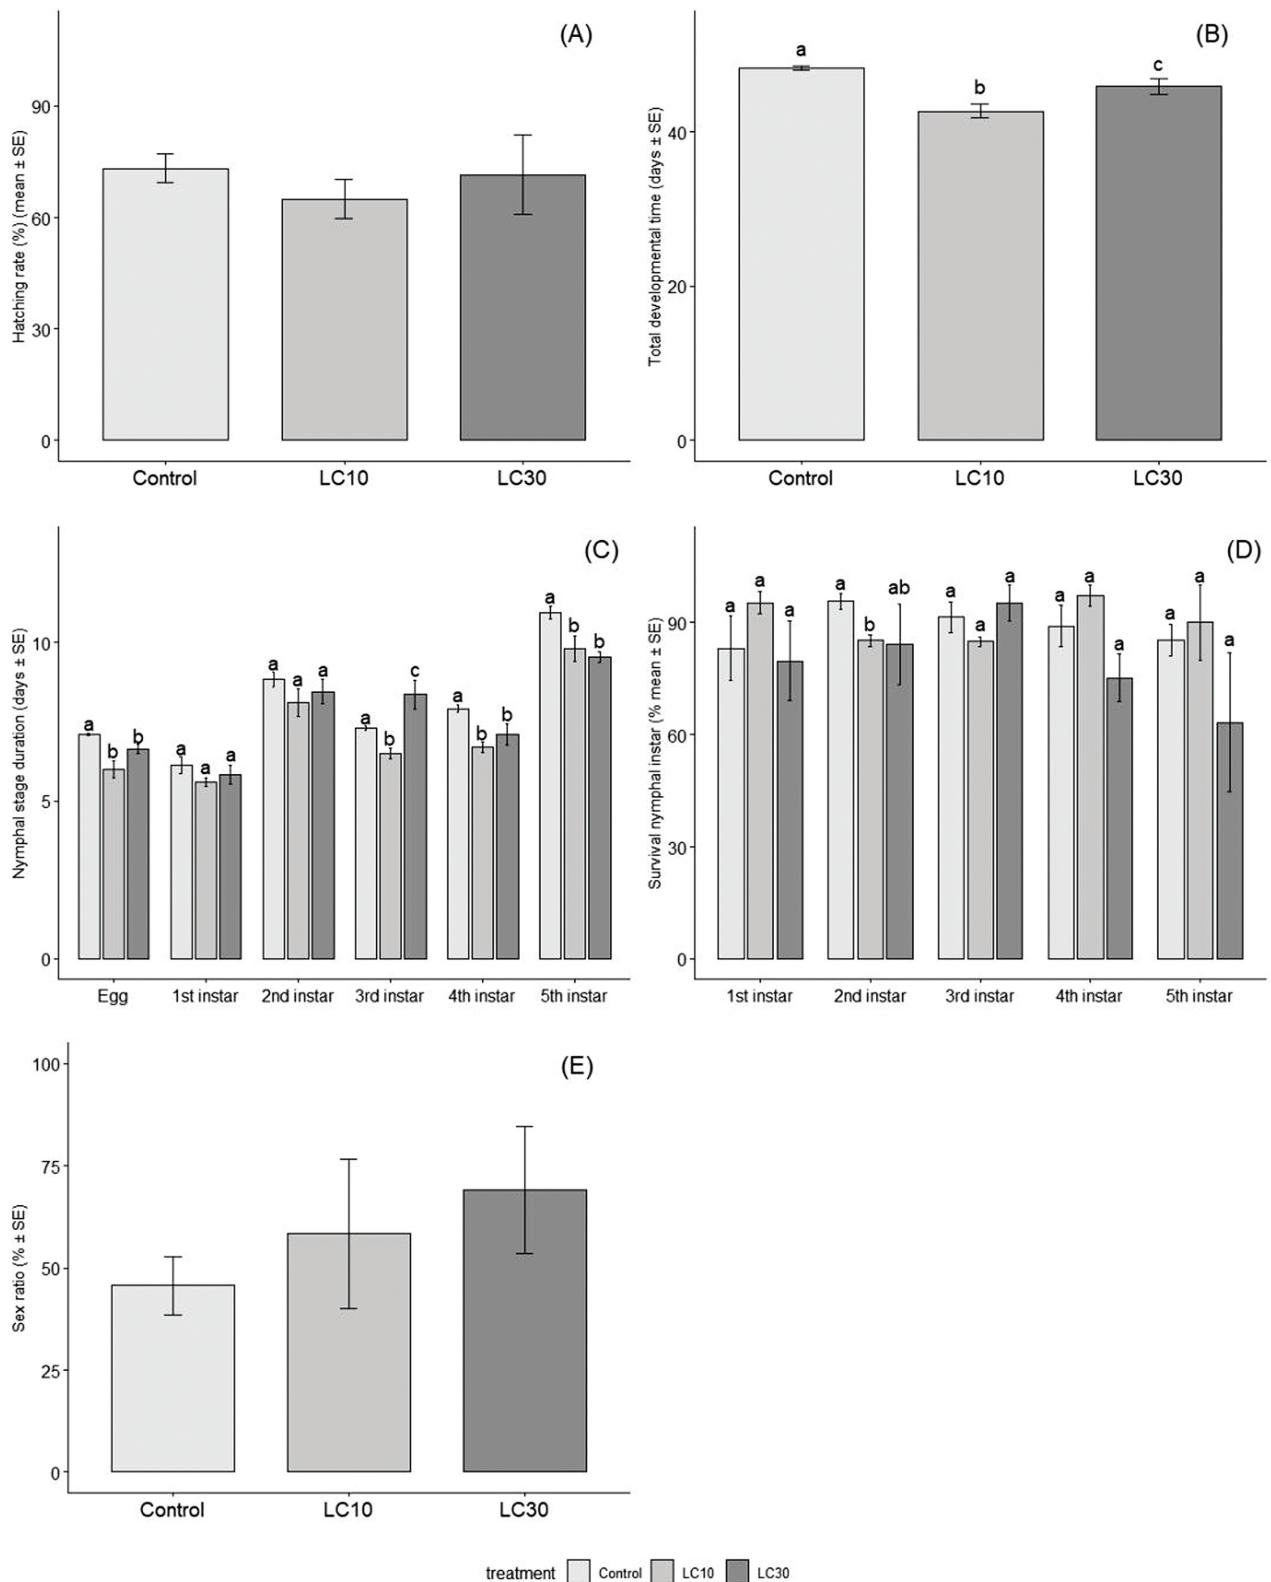 (A)
Hatching rate (%) (mean ± SE)
90
60
30
0
Control LC10 LC30
(B)
Total developmental time (days ± SE)
40
20
0
a b c
Control LC10 LC30
(C)
Nymphal stage duration (days ± SE)
10
5
0
a b b a a a a a a a b c a b b a b b
Egg 1st instar 2nd instar 3rd instar 4th instar 5th instar
(D)
Survival nymphal instar (% mean ± SE)
90
60
30
0
a a a a b ab a a a a a a a a a
1st instar 2nd instar 3rd instar 4th instar 5th instar
(E)
Sex ratio (% ± SE)
100
75
50
25
0
Control LC10 LC30
treatment Control LC10 LC30